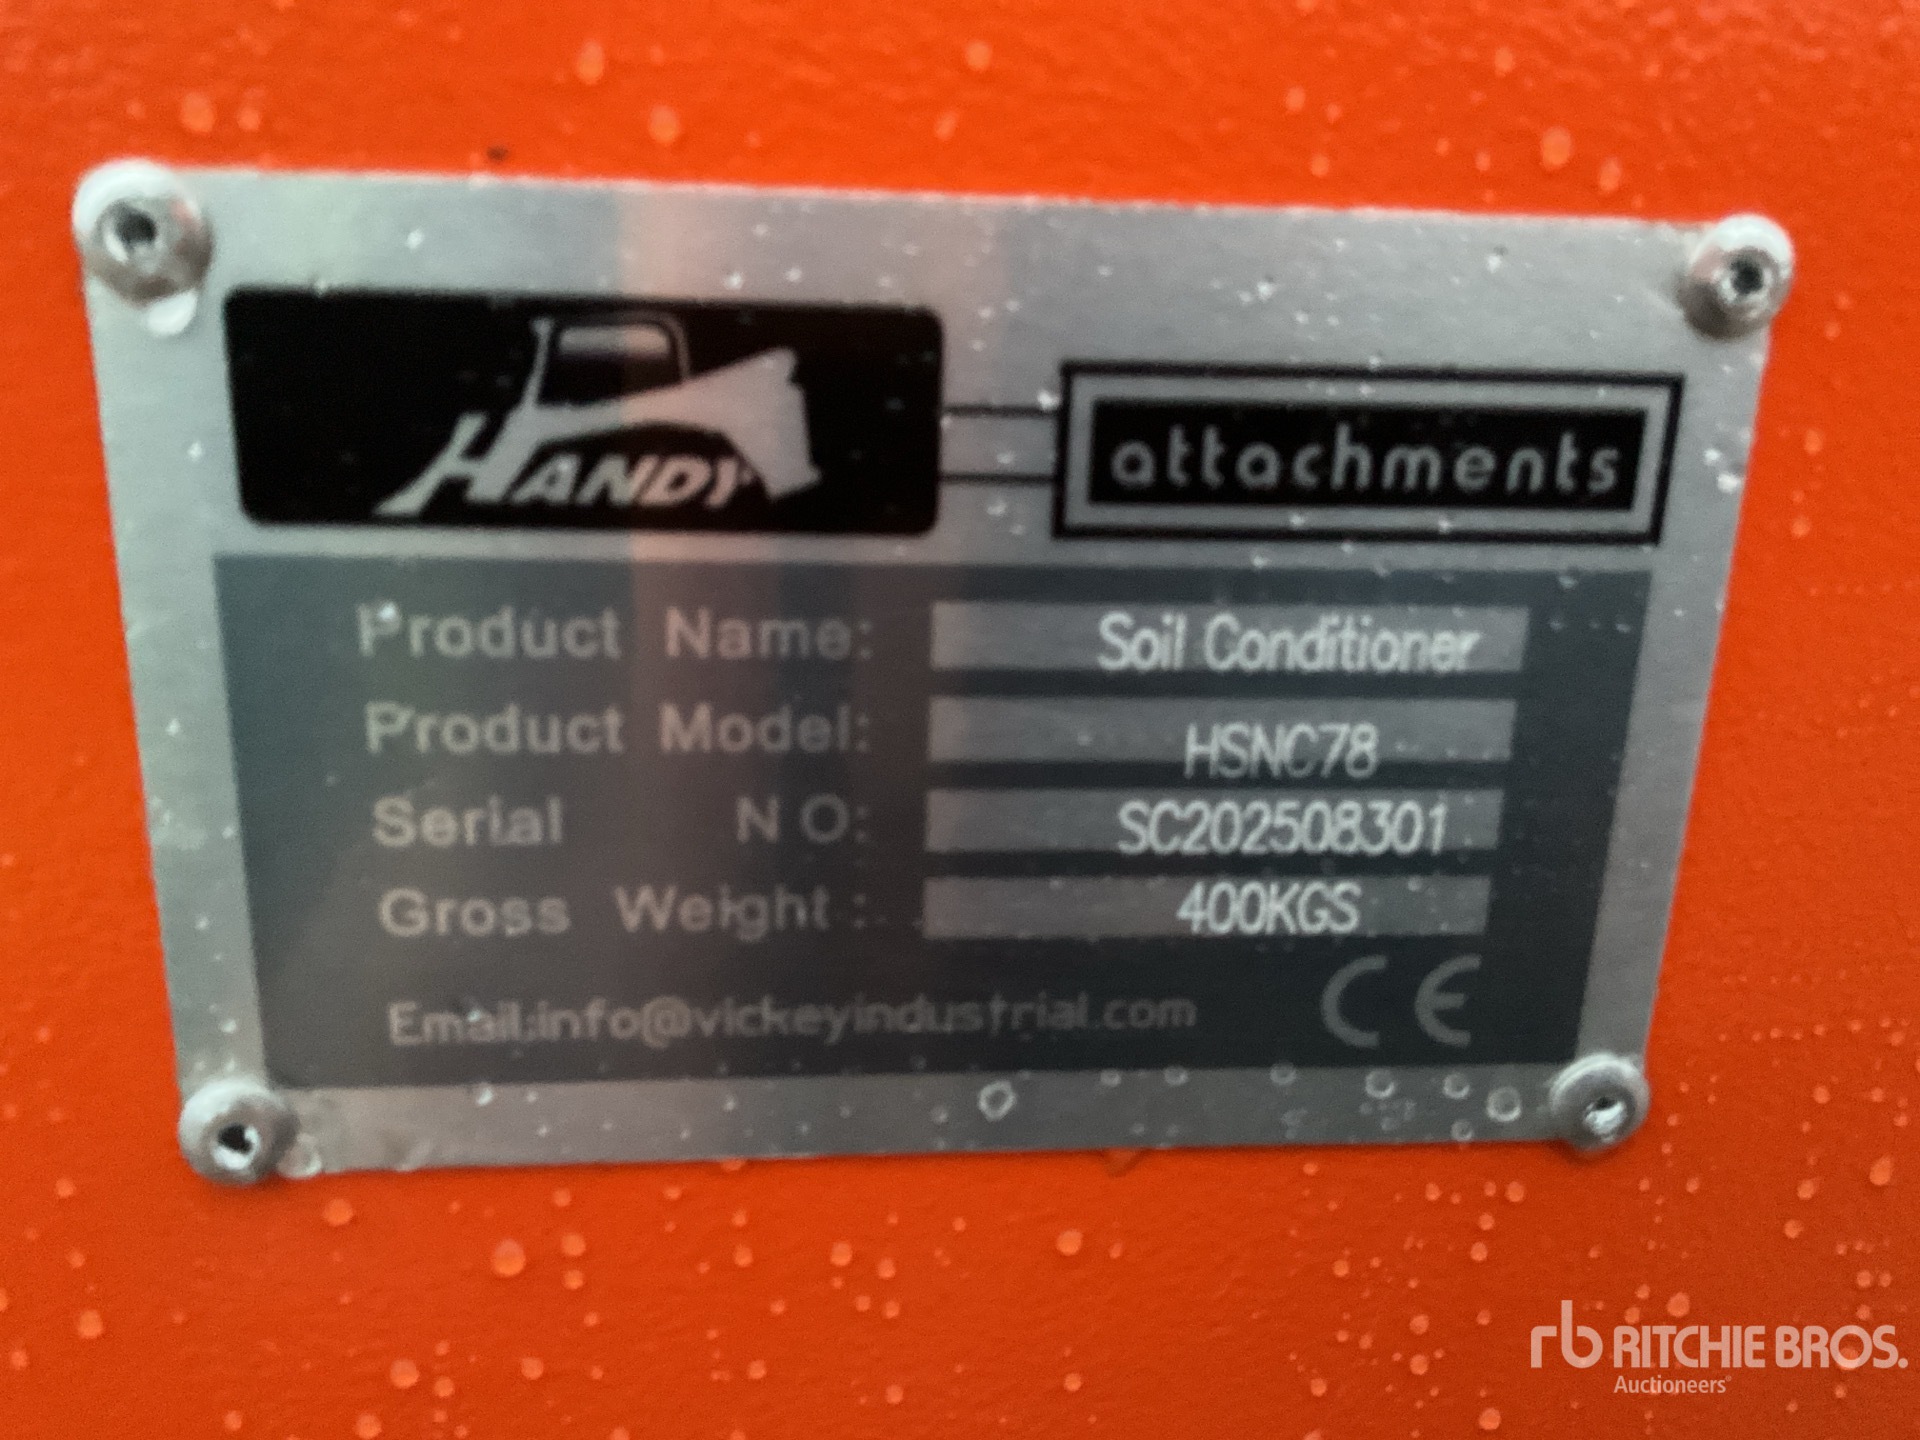 HANDY attachments
Product Name: Soil Conditioner
Product Model: HSNC78
Serial NO: SC202508301
Gross Weight: 400KGS
Email:info@vickeyindustrial.com CE
rb RITCHIE BROS.
Auctioneers